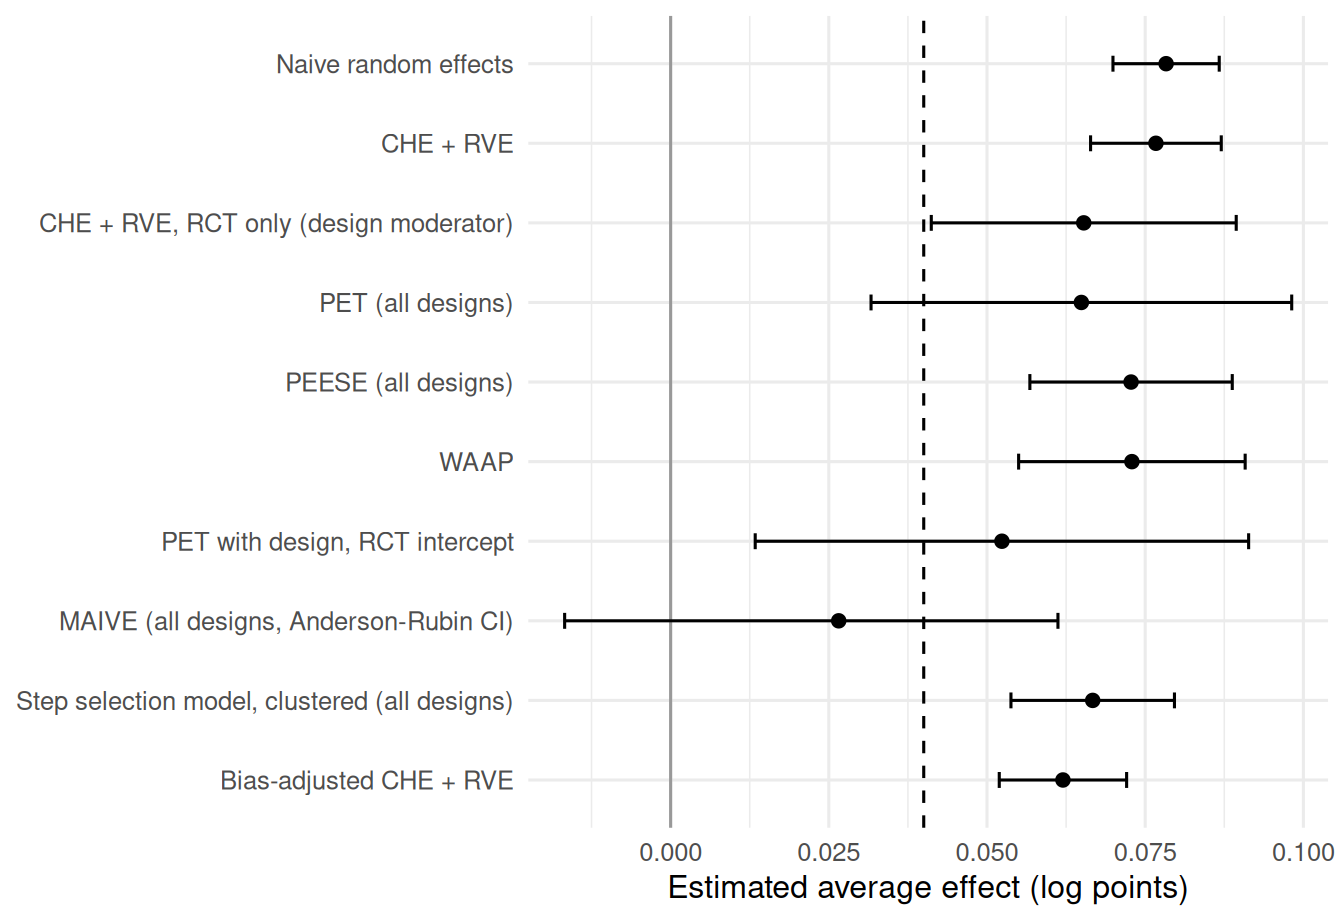 Naive random effects
CHE + RVE
CHE + RVE, RCT only (design moderator)
PET (all designs)
PEESE (all designs)
WAAP
PET with design, RCT intercept
MAIVE (all designs, Anderson-Rubin CI)
Step selection model, clustered (all designs)
Bias-adjusted CHE + RVE
0.000 0.025 0.050 0.075 0.100
Estimated average effect (log points)